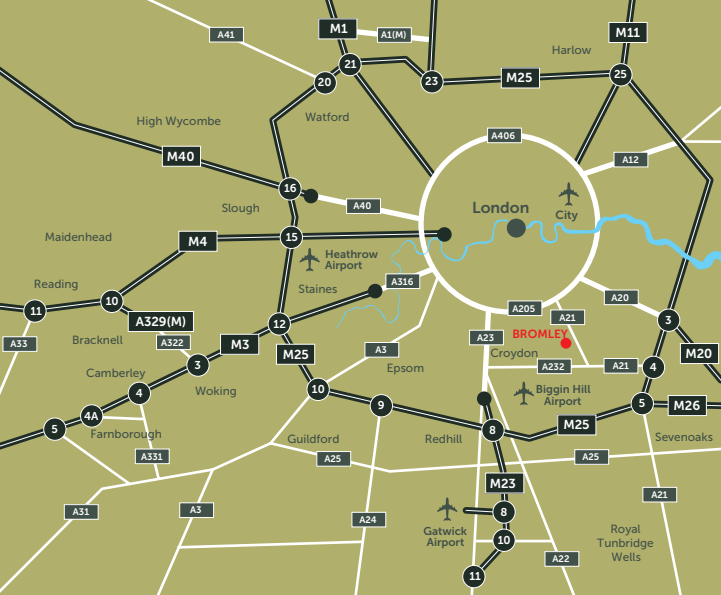 A41
M1
A1(M)
M11
Harlow
21
20
23
M25
25
High Wycombe
Watford
A406
M40
A12
16
A40
Slough
London
City
Maidenhead
M4
15
Heathrow
Airport
Reading
Staines
A316
10
11
A329(M)
A20
A205
A21
3
A33
Bracknell
A322
M3
12
A23
BROMLEY
M25
A3
Croydon
M20
Camberley
3
Epsom
A232
A21
4
4
Woking
10
9
Biggin Hill
Airport
5
M26
4A
5
Farnborough
Guildford
Redhill
8
M25
Sevenoaks
A331
A25
A25
M23
A21
A31
A3
A24
8
Gatwick
Airport
10
Royal
Tunbridge
Wells
A22
11